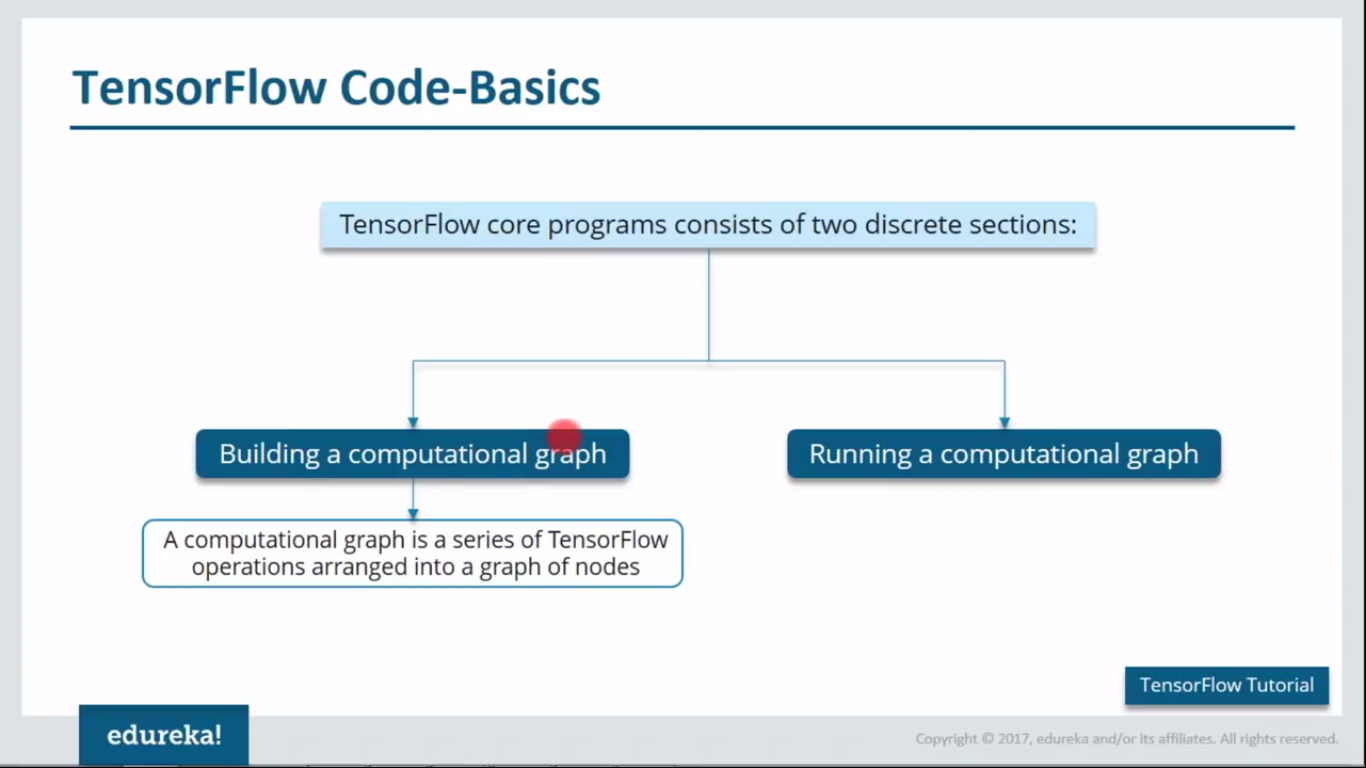 TensorFlow Code-Basics
TensorFlow core programs consists of two discrete sections:
Building a computational graph
Running a computational graph
A computational graph is a series of TensorFlow
operations arranged into a graph of nodes
TensorFlow Tutorial
edureka!
Copyright © 2017, edureka and/or its affiliates. All rights reserved.